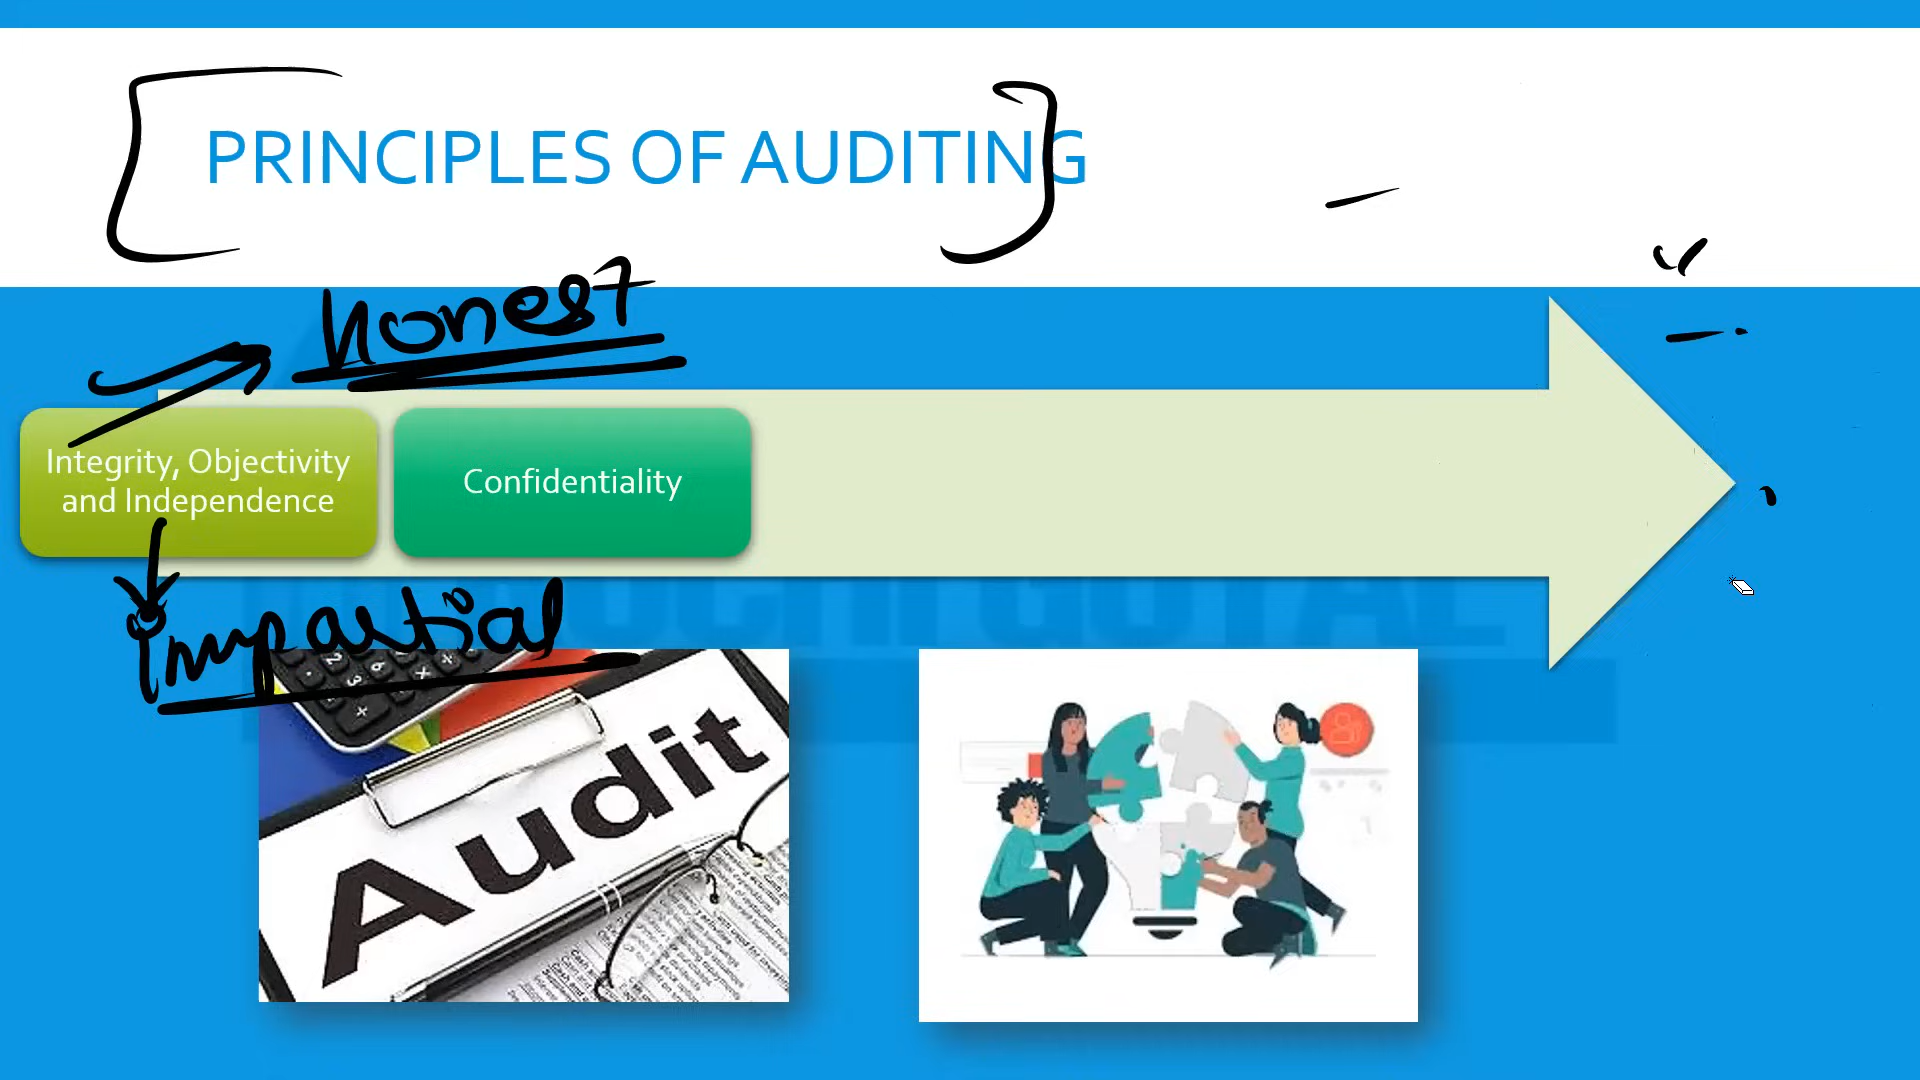 PRINCIPLES OF AUDITING
honest
Integrity, Objectivity
and Independence
Confidentiality
impartial
Audit